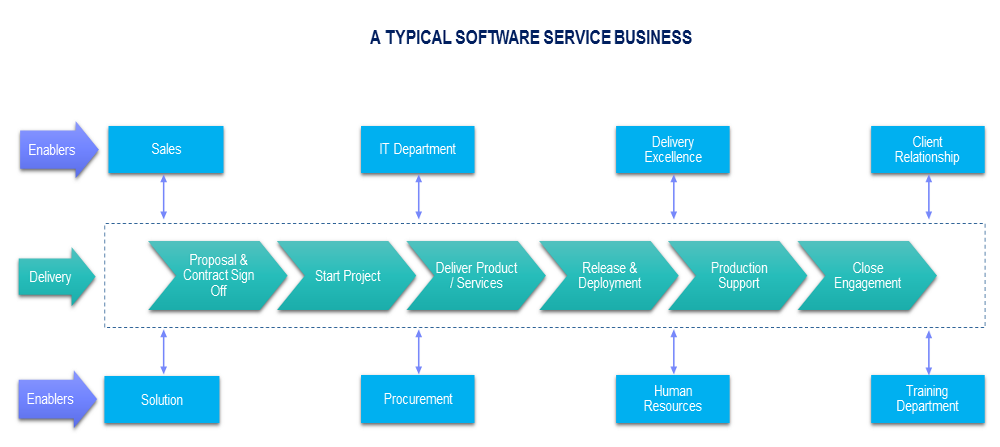 A TYPICAL SOFTWARE SERVICE BUSINESS
Enablers
Sales
IT Department
Delivery
Excellence
Client
Relationship
Delivery
Proposal &
Contract Sign
Off
Start Project
Deliver Product
/ Services
Release &
Deployment
Production
Support
Close
Engagement
Enablers
Solution
Procurement
Human
Resources
Training
Department